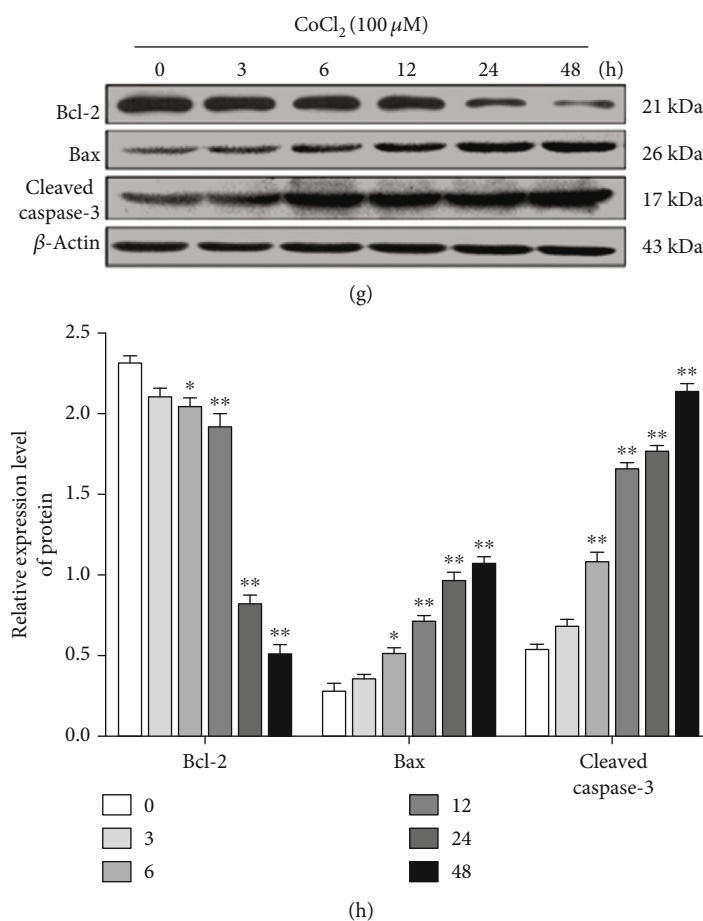 CoCl₂ (100 μM)
0 3 6 12 24 48 (h)
Bcl-2 21 kDa
Bax 26 kDa
Cleaved
caspase-3 17 kDa
β-Actin 43 kDa
(g)
2.5
2.0
1.5
1.0
0.5
0.0
Relative expression level
of protein
* ** ** **
* ** ** **
** ** ** **
Bcl-2 Bax Cleaved
caspase-3
0 12
3 24
6 48
(h)